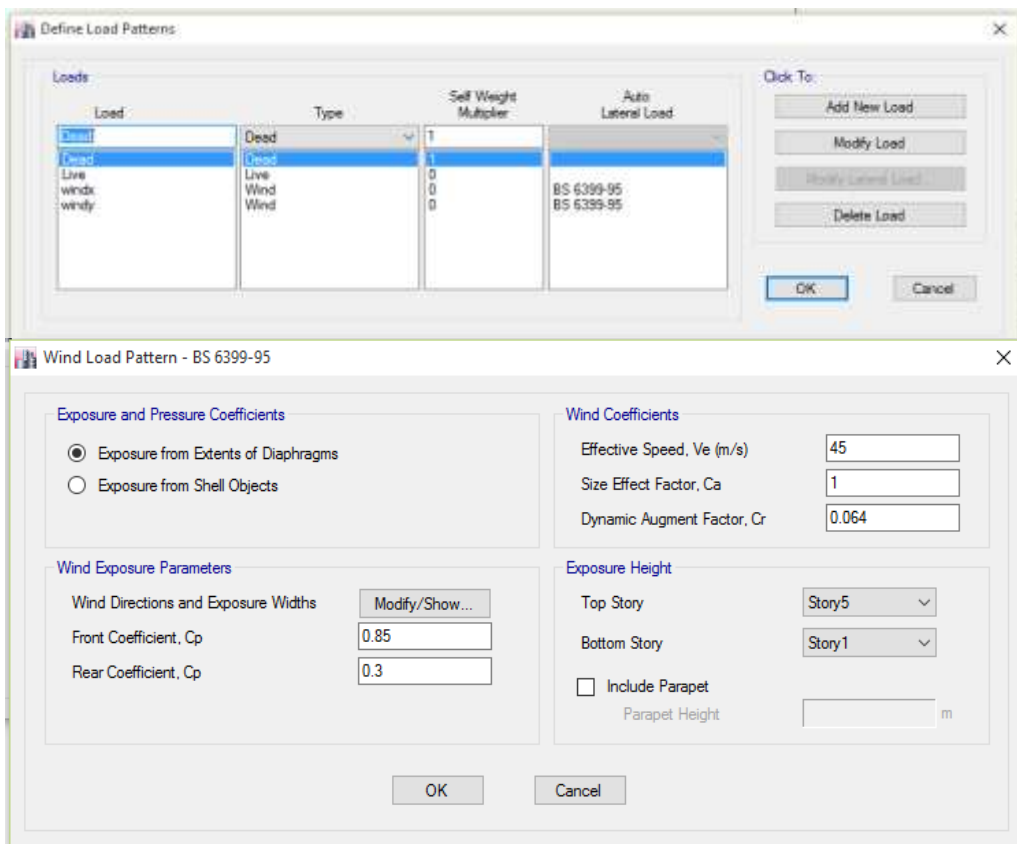 Define Load Patterns
Loads
Click To:
Load Type Self Weight Multiplier Auto Lateral Load
Dead Dead 1
Dead Dead 1
Live Live 0
windx Wind 0 BS 6399-95
windy Wind 0 BS 6399-95
Add New Load
Modify Load
Modify Lateral Load...
Delete Load
OK Cancel
Wind Load Pattern - BS 6399-95
Exposure and Pressure Coefficients
Exposure from Extents of Diaphragms
Exposure from Shell Objects
Wind Coefficients
Effective Speed, Ve (m/s) 45
Size Effect Factor, Ca 1
Dynamic Augment Factor, Cr 0.064
Wind Exposure Parameters
Wind Directions and Exposure Widths Modify/Show...
Front Coefficient, Cp 0.85
Rear Coefficient, Cp 0.3
Exposure Height
Top Story Story5
Bottom Story Story1
Include Parapet
Parapet Height m
OK Cancel